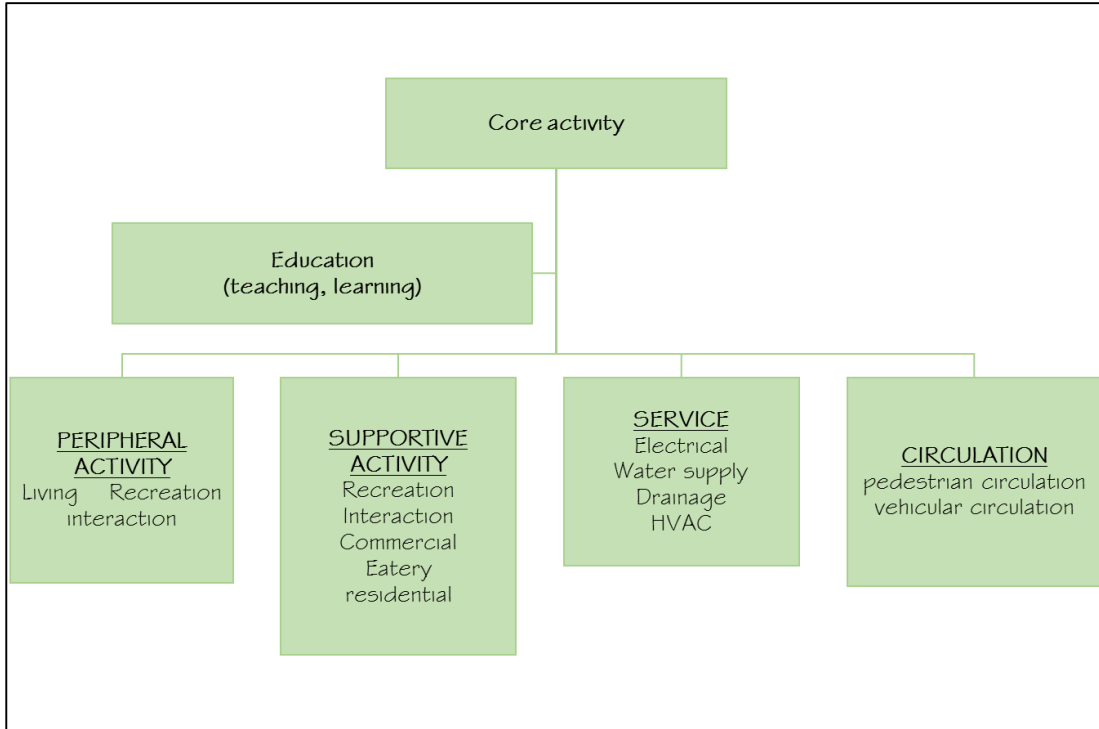 Core activity
Education
(teaching, learning)
PERIPHERAL
ACTIVITY
Living Recreation
interaction
SUPPORTIVE
ACTIVITY
Recreation
Interaction
Commercial
Eatery
residential
SERVICE
Electrical
Water supply
Drainage
HVAC
CIRCULATION
pedestrian circulation
vehicular circulation